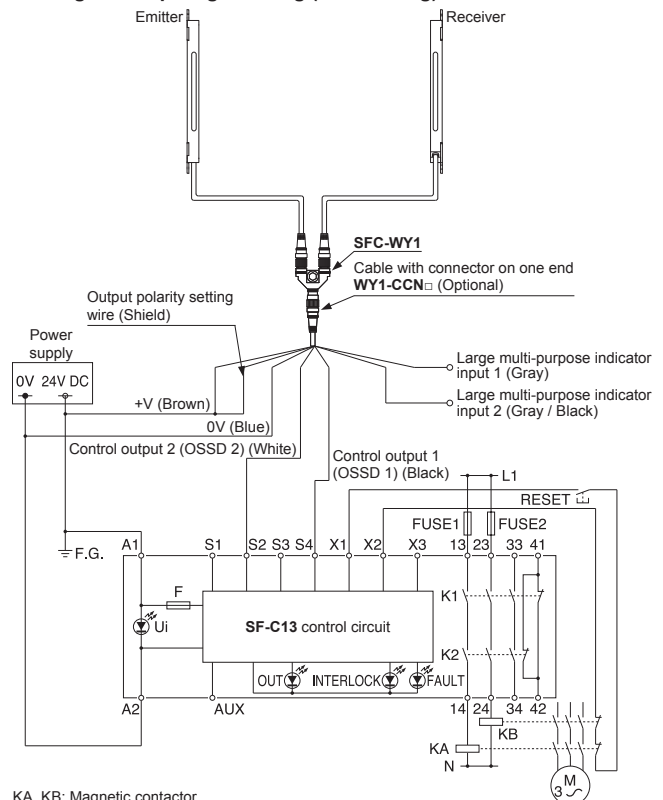 Emitter
Receiver
SFC-WY1
Cable with connector on one end
WY1-CCN□ (Optional)
Output polarity setting
wire (Shield)
Power
supply
0V 24V DC
+V (Brown)
0V (Blue)
Control output 2 (OSSD 2) (White)
Large multi-purpose indicator
input 1 (Gray)
Large multi-purpose indicator
input 2 (Gray / Black)
Control output 1
(OSSD 1) (Black)
L1
RESET
FUSE1
FUSE2
F.G.
A1 S1 S2 S3 S4 X1 X2 X3 13 23 33 41
F
K1
Ui
SF-C13 control circuit
K2
OUT INTERLOCK FAULT
A2 AUX 14 24 34 42
KB
KA
N
M
3
KA, KB: Magnetic contactor